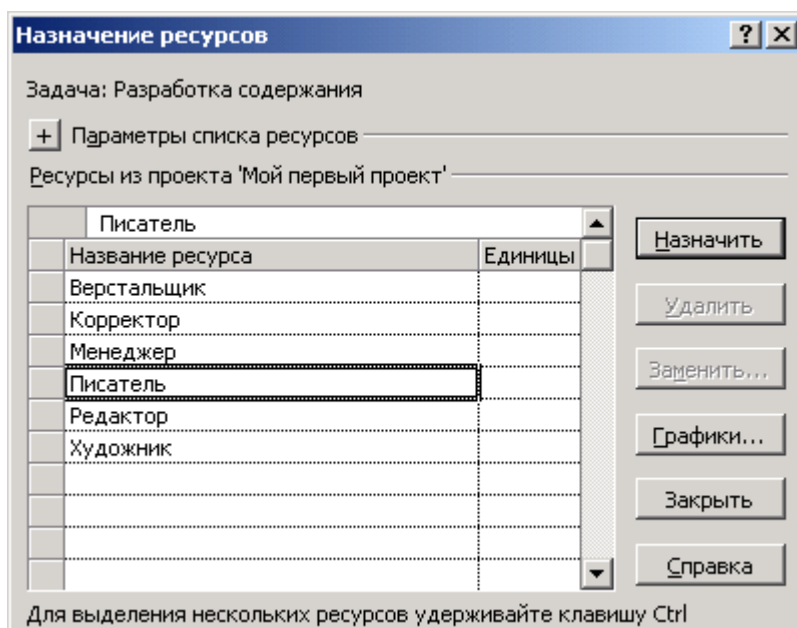 Назначение ресурсов
Задача: Разработка содержания
+ Параметры списка ресурсов
Ресурсы из проекта 'Мой первый проект'
Писатель
Назначить
Название ресурса Единицы
Верстальщик
Удалить
Корректор
Менеджер
Заменить...
Писатель
Редактор
Графики...
Художник
Закрыть
Справка
Для выделения нескольких ресурсов удерживайте клавишу Ctrl